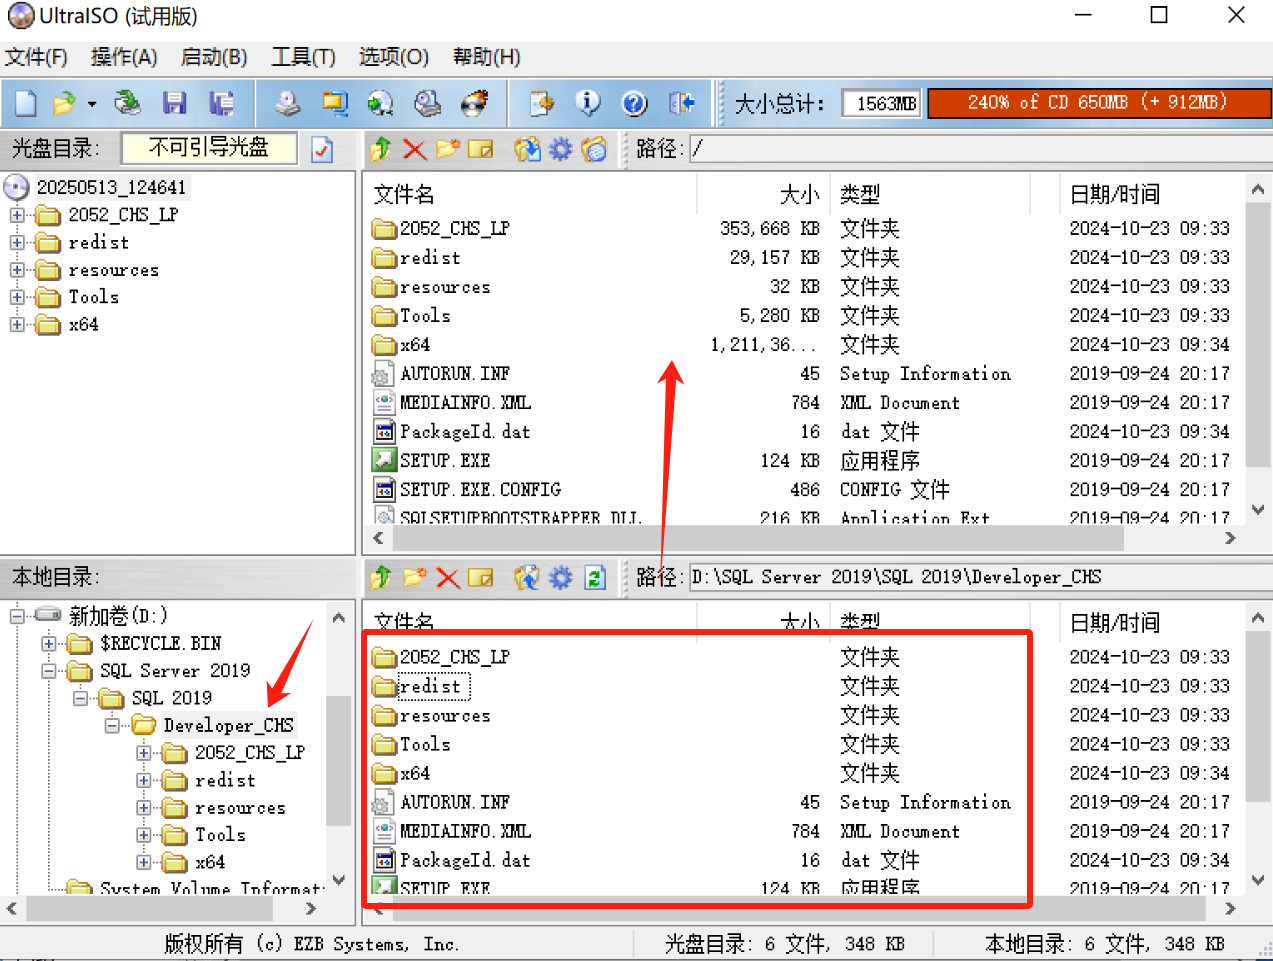 UltraISO (试用版)
文件(F) 操作(A) 启动(B) 工具(T) 选项(O) 帮助(H)
大小总计: 1563MB 240% of CD 650MB (+ 912MB)
光盘目录: 不可引导光盘 路径: /
20250513_124641
2052_CHS_LP
redist
resources
Tools
x64
文件名 大小 类型 日期/时间
2052_CHS_LP 353,668 KB 文件夹 2024-10-23 09:33
redist 29,157 KB 文件夹 2024-10-23 09:33
resources 32 KB 文件夹 2024-10-23 09:33
Tools 5,280 KB 文件夹 2024-10-23 09:33
x64 1,211,36... 文件夹 2024-10-23 09:34
AUTORUN.INF 45 Setup Information 2019-09-24 20:17
MEDIAINFO.XML 784 XML Document 2019-09-24 20:17
PackageId.dat 16 dat 文件 2024-10-23 09:34
SETUP.EXE 124 KB 应用程序 2019-09-24 20:17
SETUP.EXE.CONFIG 486 CONFIG 文件 2019-09-24 20:17
SQLSETUPBOOTSTRAPPER.DLL 216 KB Application Ext 2019-09-24 20:17
本地目录: 路径: D:\SQL Server 2019\SQL 2019\Developer_CHS
新加卷(D:)
$RECYCLE.BIN
SQL Server 2019
SQL 2019
Developer_CHS
2052_CHS_LP
redist
resources
Tools
x64
System Volume Informat
文件名 大小 类型 日期/时间
2052_CHS_LP 文件夹 2024-10-23 09:33
redist 文件夹 2024-10-23 09:33
resources 文件夹 2024-10-23 09:33
Tools 文件夹 2024-10-23 09:33
x64 文件夹 2024-10-23 09:34
AUTORUN.INF 45 Setup Information 2019-09-24 20:17
MEDIAINFO.XML 784 XML Document 2019-09-24 20:17
PackageId.dat 16 dat 文件 2024-10-23 09:34
SETUP.EXE 124 KB 应用程序 2019-09-24 20:17
版权所有 (c) EZB Systems, Inc. 光盘目录: 6 文件, 348 KB 本地目录: 6 文件, 348 KB